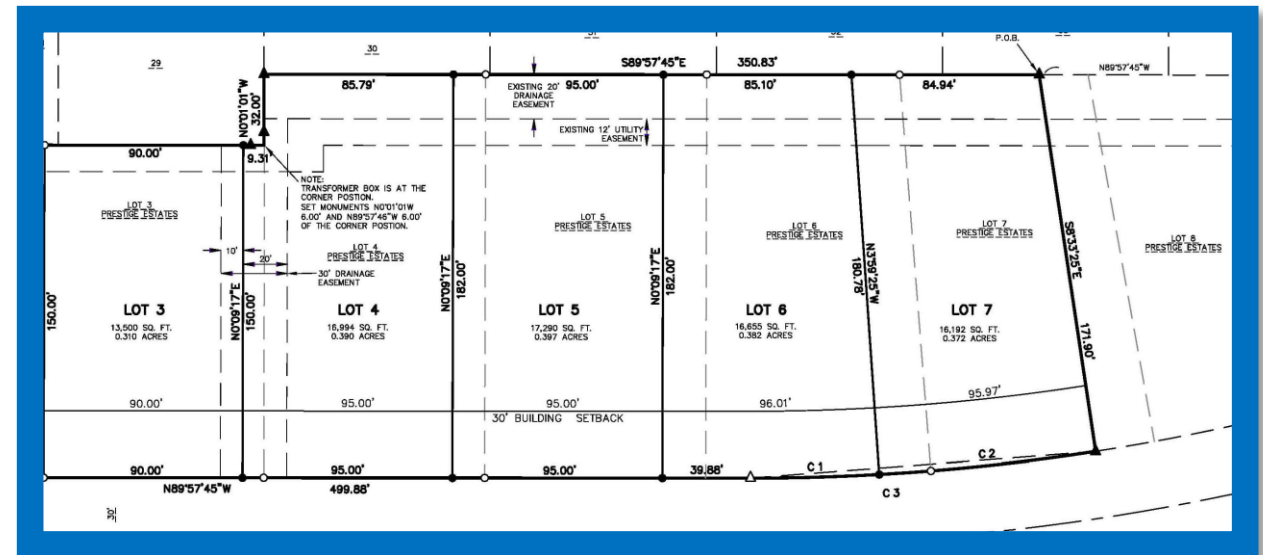 29
30
P.O.B.
S89°57'45"E 350.83'
N89°57'45"W
85.79'
95.00'
85.10'
84.94'
EXISTING 20'
DRAINAGE
EASEMENT
EXISTING 12' UTILITY
EASEMENT
N0°01'01"W
32.00'
90.00'
9.31'
NOTE:
TRANSFORMER BOX IS AT THE
CORNER POSTION.
SET MONUMENTS N0°01'01W
6.00' AND N89°57'46"W 6.00'
OF THE CORNER POSTION.
LOT 3
PRESTIGE ESTATES
LOT 4
PRESTIGE ESTATES
LOT 5
PRESTIGE ESTATES
LOT 6
PRESTIGE ESTATES
LOT 7
PRESTIGE ESTATES
LOT 8
PRESTIGE ESTATES
10'
20'
30' DRAINAGE
EASEMENT
150.00'
N0°09'17"E
150.00'
N0°09'17"E
182.00'
N0°09'17"E
182.00'
N3°59'25"W
180.78'
S8°33'25"E
171.90'
LOT 3
13,500 SQ. FT.
0.310 ACRES
LOT 4
16,994 SQ. FT.
0.390 ACRES
LOT 5
17,290 SQ. FT.
0.397 ACRES
LOT 6
16,655 SQ. FT.
0.382 ACRES
LOT 7
16,192 SQ. FT.
0.372 ACRES
90.00'
95.00'
95.00'
96.01'
95.97'
30' BUILDING SETBACK
90.00'
95.00'
95.00'
39.88'
C 1
C 2
C 3
N89°57'45"W
499.88'
30'